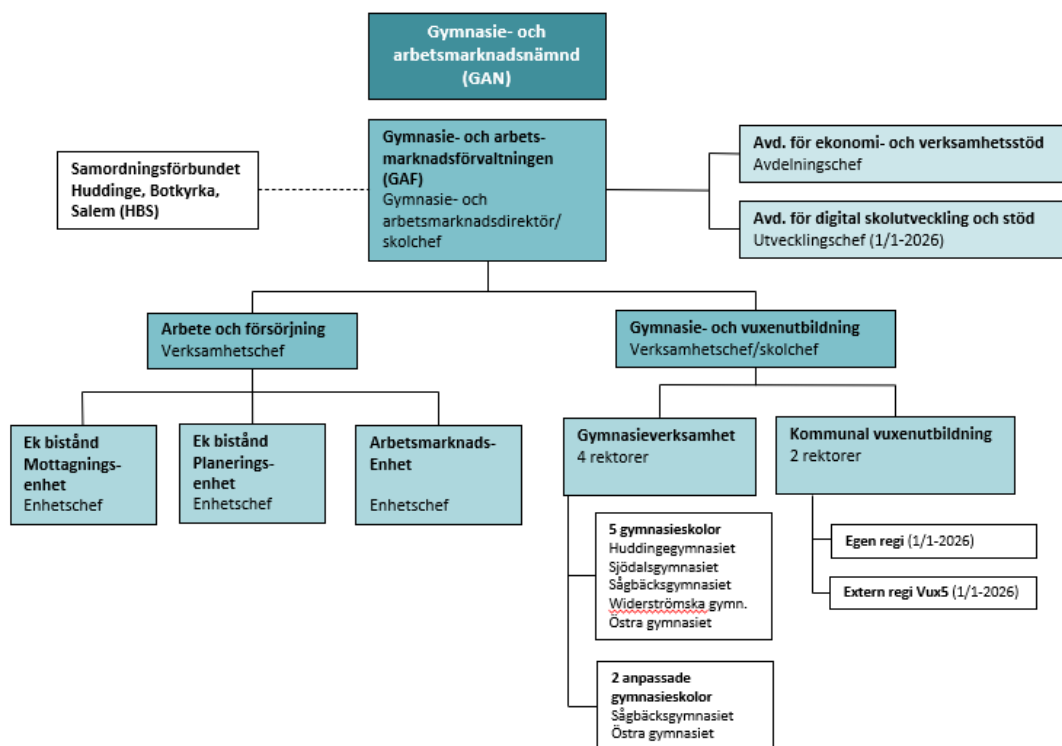 Gymnasie- och
arbetsmarknadsnämnd
(GAN)
Gymnasie- och arbets-
marknadsförvaltningen
(GAF)
Gymnasie- och
arbetsmarknadsdirektör/
skolchef
Samordningsförbundet
Huddinge, Botkyrka,
Salem (HBS)
Avd. för ekonomi- och verksamhetsstöd
Avdelningschef
Avd. för digital skolutveckling och stöd
Utvecklingschef (1/1-2026)
Arbete och försörjning
Verksamhetschef
Gymnasie- och vuxenutbildning
Verksamhetschef/skolchef
Ek bistånd
Mottagnings-
enhet
Enhetschef
Ek bistånd
Planerings-
enhet
Enhetschef
Arbetsmarknads-
Enhet
Enhetschef
Gymnasieverksamhet
4 rektorer
Kommunal vuxenutbildning
2 rektorer
5 gymnasieskolor
Huddingegymnasiet
Sjödalsgymnasiet
Sågbäcksgymnasiet
Widerströmska gymn.
Östra gymnasiet
2 anpassade
gymnasieskolor
Sågbäcksgymnasiet
Östra gymnasiet
Egen regi (1/1-2026)
Extern regi Vux5 (1/1-2026)